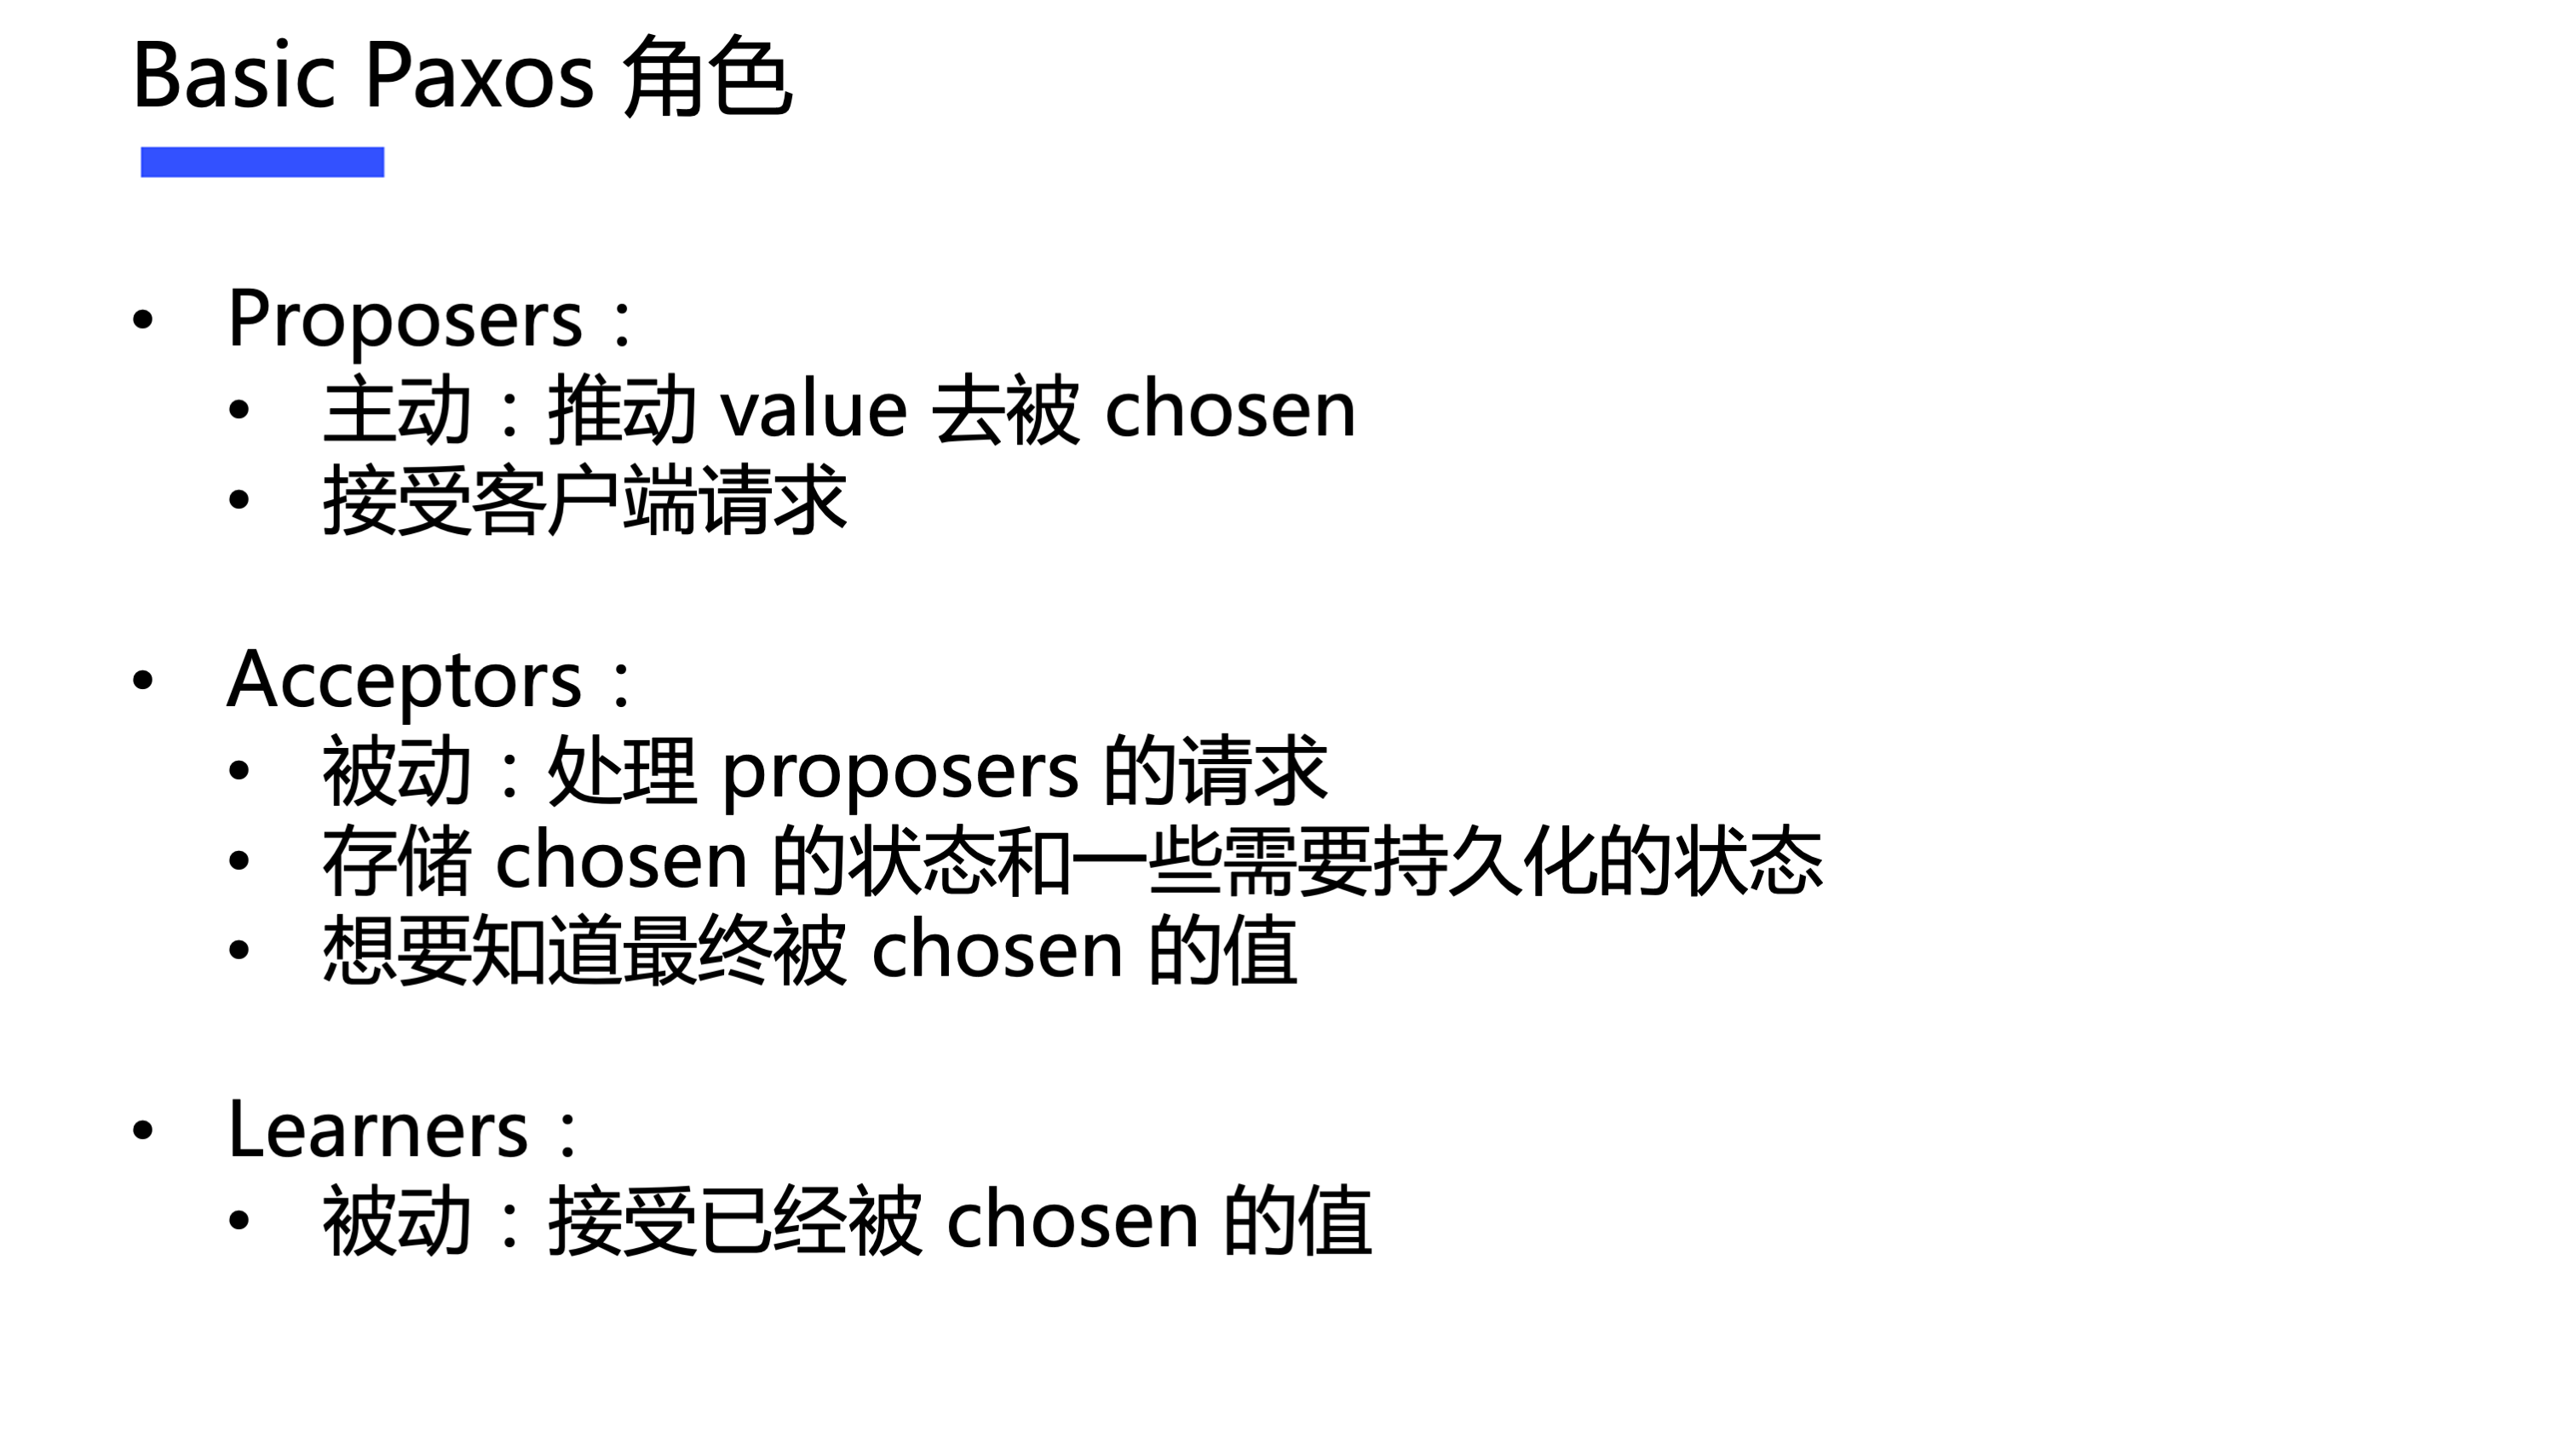 Basic Paxos 角色
• Proposers：
• 主动：推动 value 去被 chosen
• 接受客户端请求
• Acceptors：
• 被动：处理 proposers 的请求
• 存储 chosen 的状态和一些需要持久化的状态
• 想要知道最终被 chosen 的值
• Learners：
• 被动：接受已经被 chosen 的值